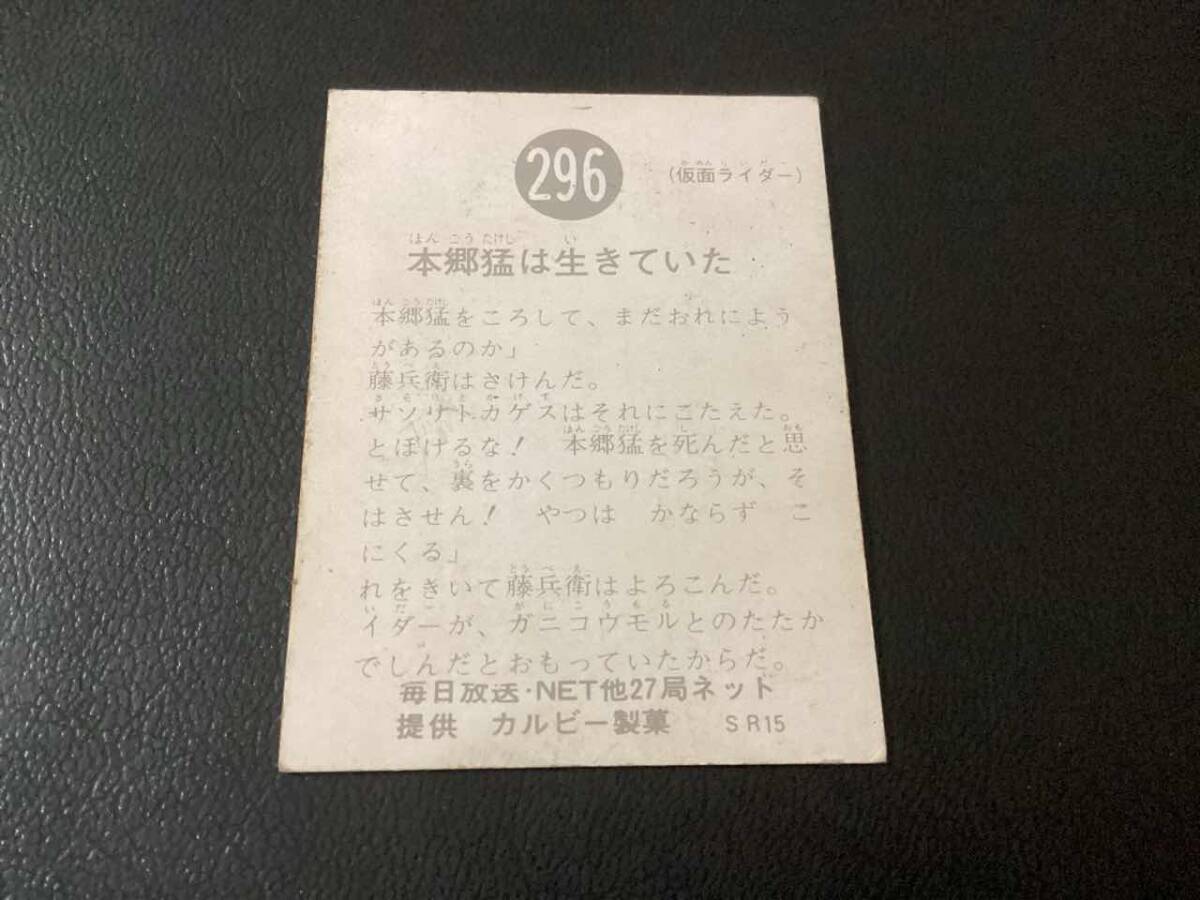 296
(仮面ライダー)
本郷猛は生きていた
本郷猛をころして、まだおれによう
があるのか」
藤兵衛はさけんだ。
サソリトカゲスはそれにこたえた。
とぼけるな! 本郷猛を死んだと思
せて、裏をかくつもりだろうが、そ
はさせん! やつは かならず こ
にくる」
れをきいて藤兵衛はよろこんだ。
イダーが、ガニコウモルとのたたか
でしんだとおもっていたからだ。
毎日放送・NET他27局ネット
提供 カルビー製菓 SR15